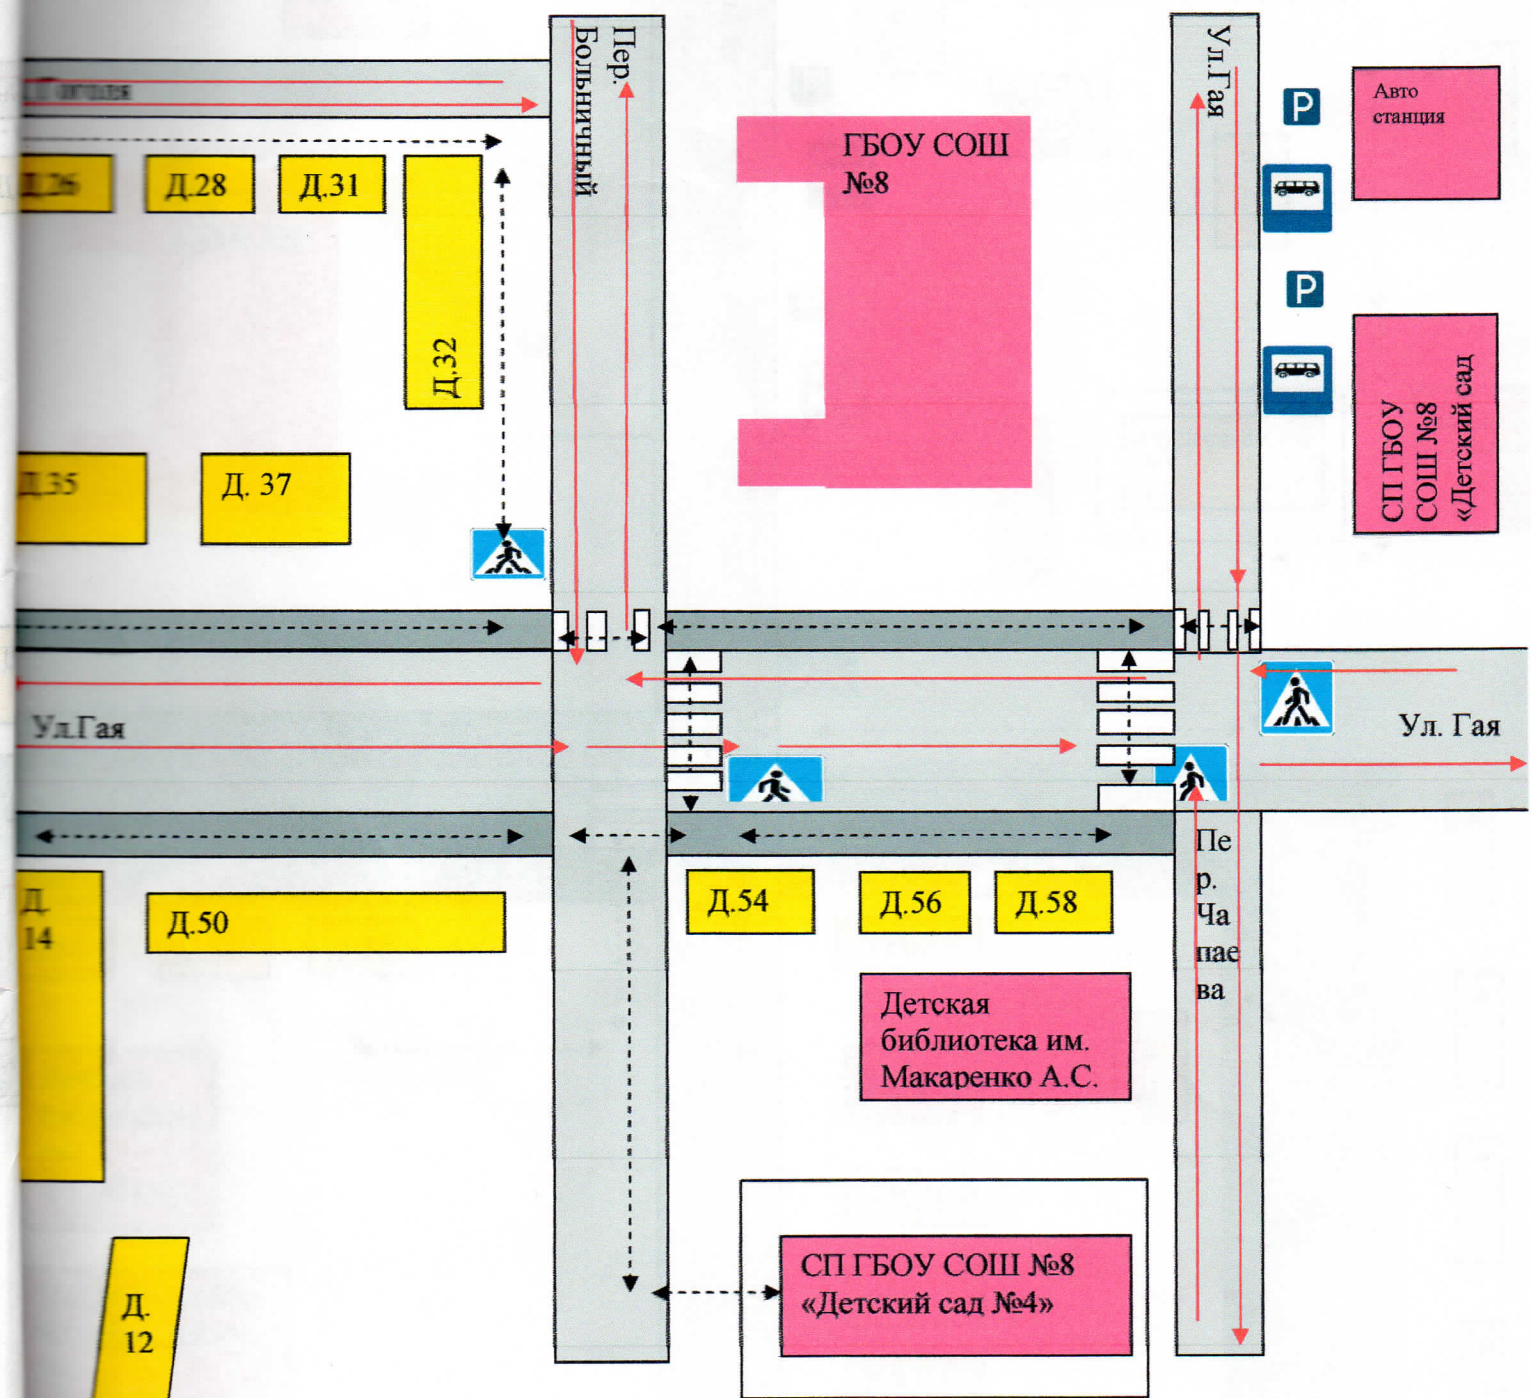 Пер.
Больничный
Ул.Гая
P
Авто
станция
ГБОУ СОШ
№8
Д.26
Д.28
Д.31
Д.32
P
СП ГБОУ
СОШ №8
«Детский сад
Д.35
Д. 37
Ул.Гая
Ул. Гая
Пе
р.
Ча
пае
ва
Д.
14
Д.50
Д.54
Д.56
Д.58
Детская
библиотека им.
Макаренко А.С.
СП ГБОУ СОШ №8
«Детский сад №4»
Д.
12